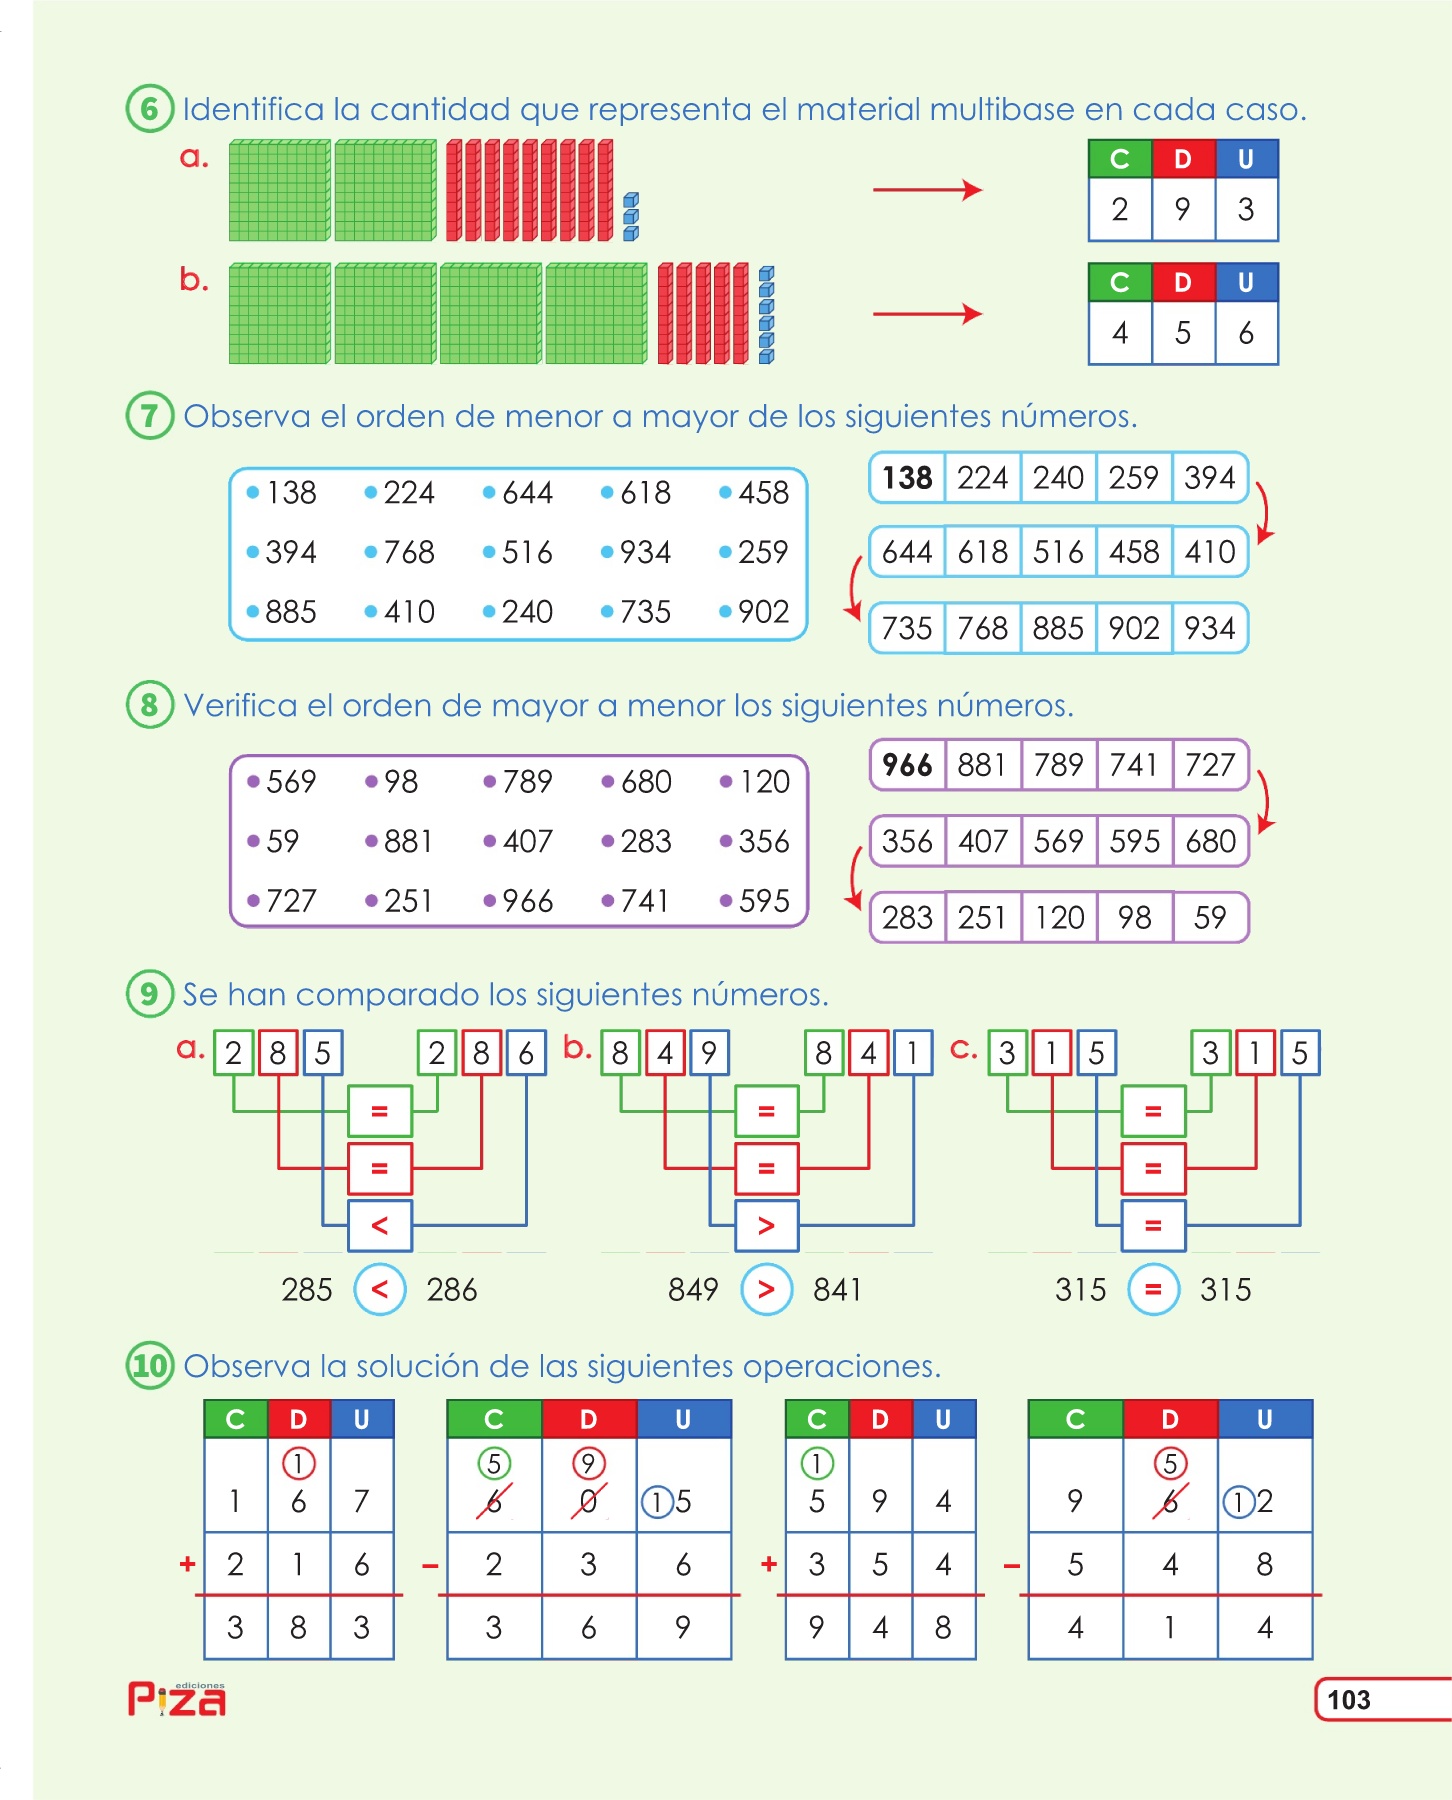 6 Identifica la cantidad que representa el material multibase en cada caso.
a.
C D U
2 9 3
b.
C D U
4 5 6
7 Observa el orden de menor a mayor de los siguientes números.
• 138 • 224 • 644 • 618 • 458
• 394 • 768 • 516 • 934 • 259
• 885 • 410 • 240 • 735 • 902
138 224 240 259 394
644 618 516 458 410
735 768 885 902 934
8 Verifica el orden de mayor a menor los siguientes números.
• 569 • 98 • 789 • 680 • 120
• 59 • 881 • 407 • 283 • 356
• 727 • 251 • 966 • 741 • 595
966 881 789 741 727
356 407 569 595 680
283 251 120 98 59
9 Se han comparado los siguientes números.
a. 2 8 5 2 8 6
=
=
<
285 < 286
b. 8 4 9 8 4 1
=
=
>
849 > 841
c. 3 1 5 3 1 5
=
=
=
315 = 315
10 Observa la solución de las siguientes operaciones.
C D U
1
1 6 7
+ 2 1 6
3 8 3
C D U
5 9
6 0 15
– 2 3 6
3 6 9
C D U
1
5 9 4
+ 3 5 4
9 4 8
C D U
5
9 6 12
– 5 4 8
4 1 4
ediciones
Piza
103